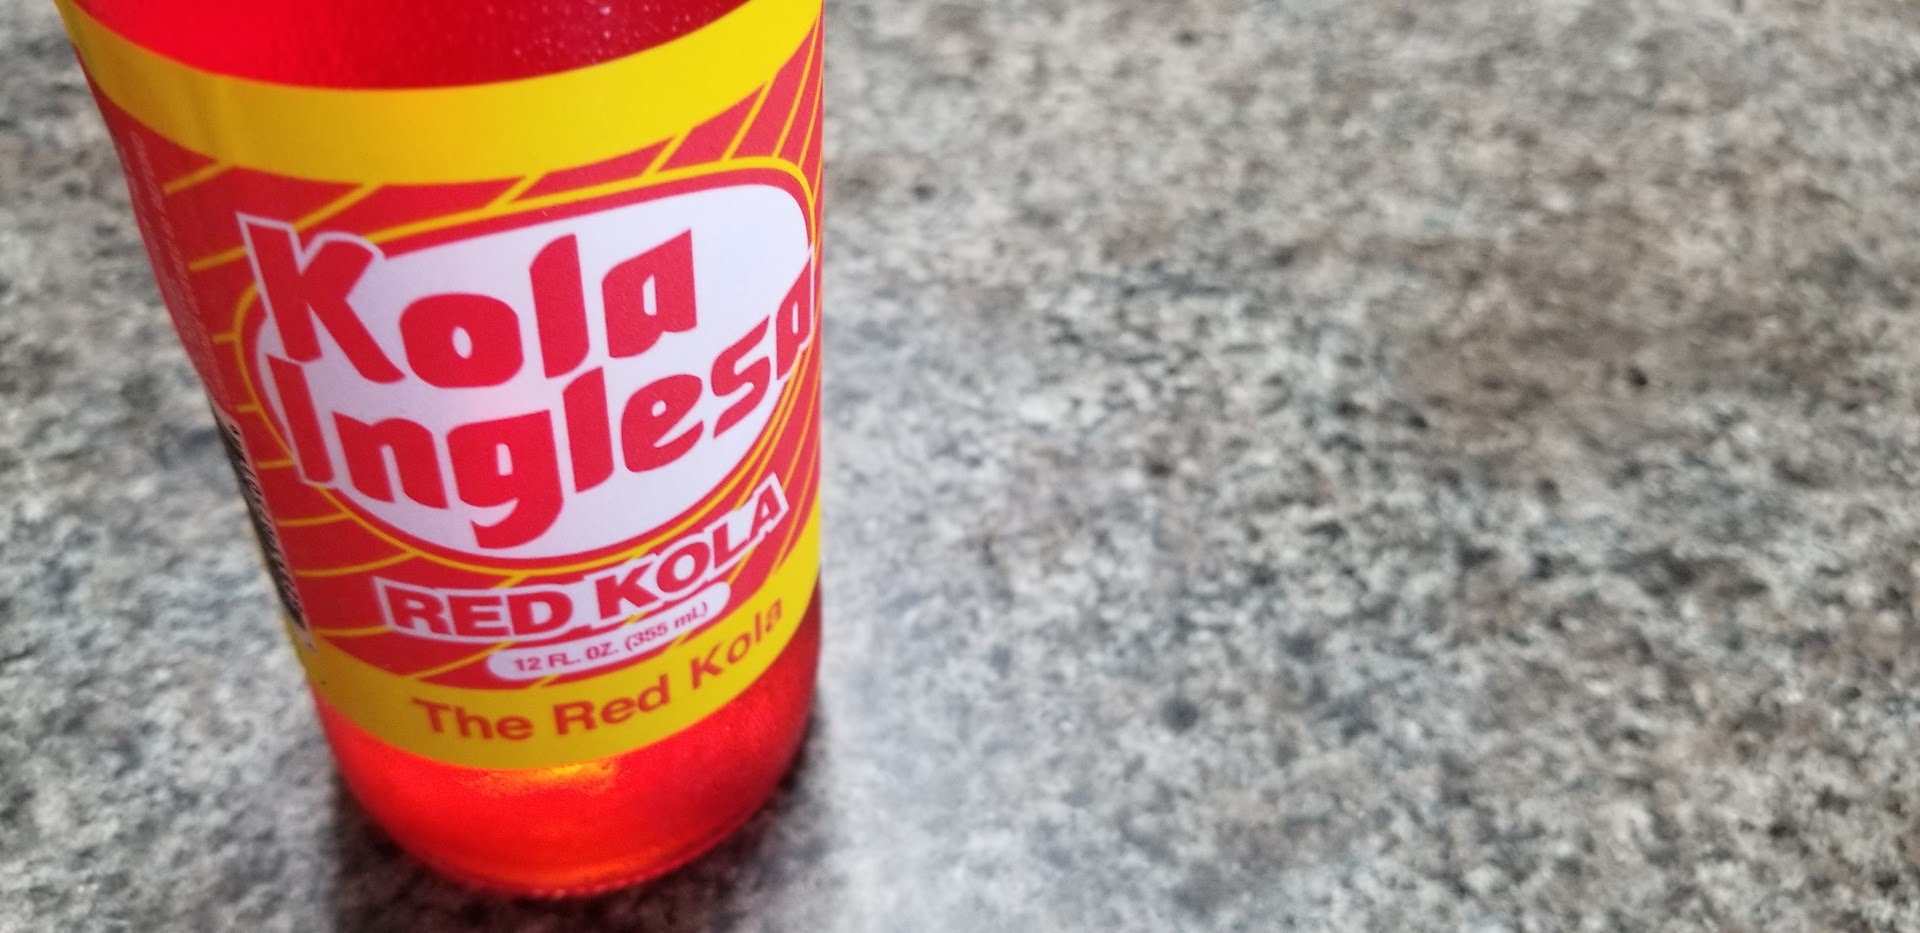 Kola
Inglesa
RED KOLA
12 FL. OZ. (355 mL)
The Red Kola